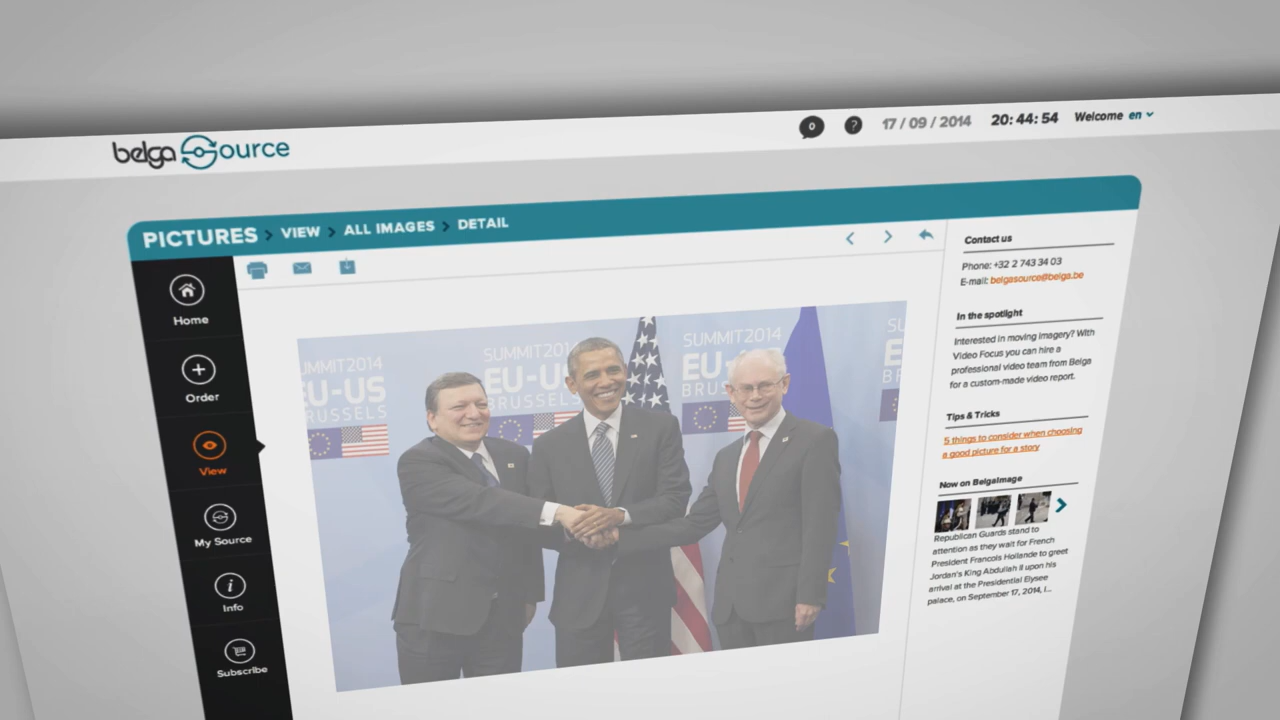 belga Source
0
?
17 / 09 / 2014
20: 44: 54
Welcome en
PICTURES > VIEW > ALL IMAGES > DETAIL
Home
Order
View
My Source
Info
Subscribe
SUMMIT2014
EU-US
BRUSSELS
SUMMIT201
EU-US
BRUSSELS
SUMMIT2014
EU-
BRUS
SU
E
B
Contact us
Phone: +32 2 743 34 03
E-mail: belgasource@belga.be
In the spotlight
Interested in moving imagery? With
Video Focus you can hire a
professional video team from Belga
for a custom-made video report.
Tips & Tricks
5 things to consider when choosing
a good picture for a story
Now on BelgaImage
Republican Guards stand to
attention as they wait for French
President Francois Hollande to greet
Jordan's King Abdullah II upon his
arrival at the Presidential Elysee
palace, on September 17, 2014, i...